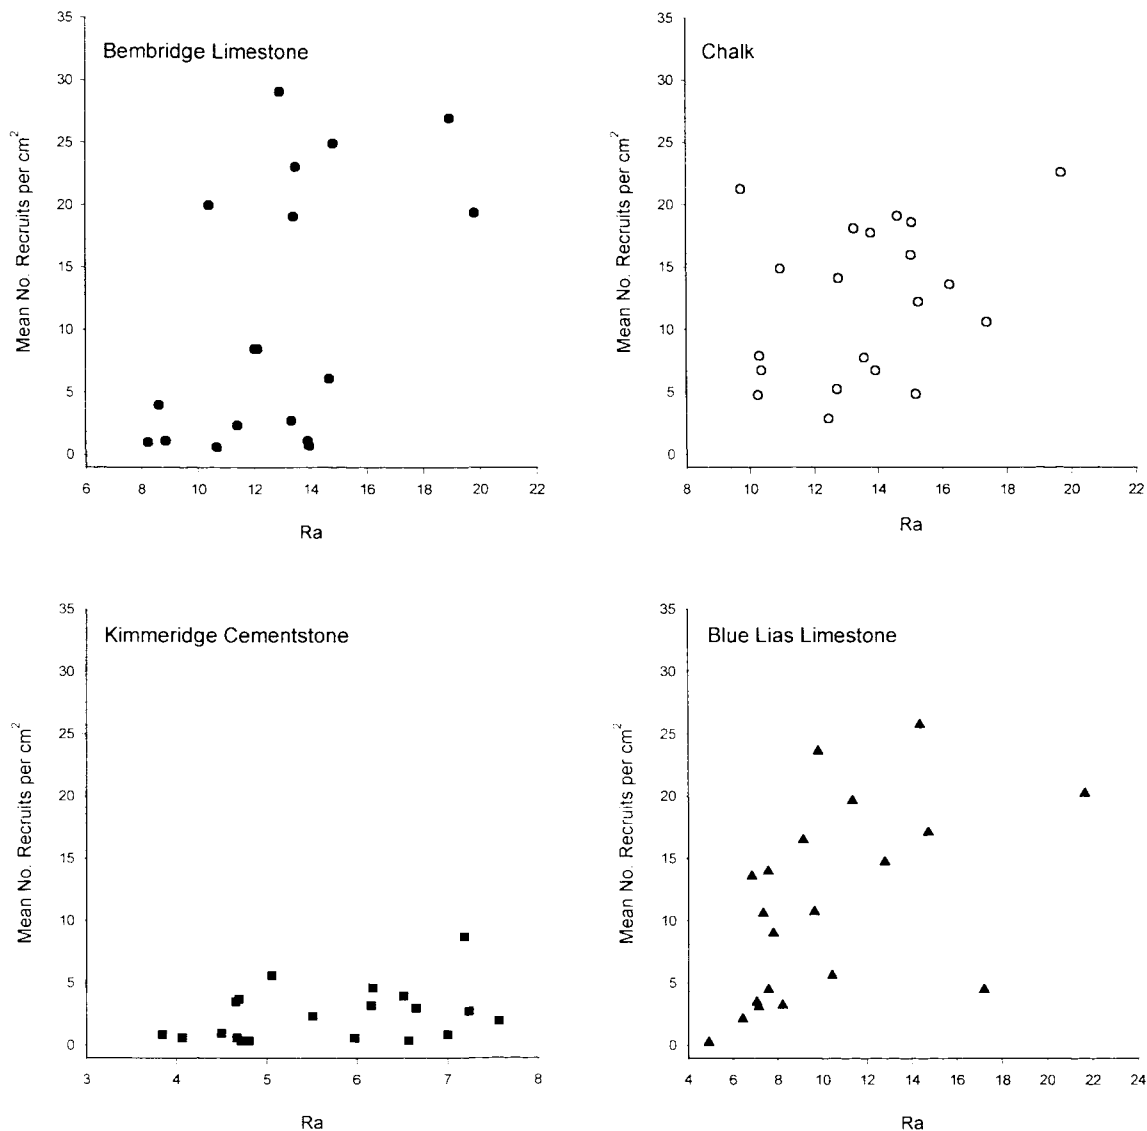 Bembridge Limestone
Mean No. Recruits per cm²
35
30
25
20
15
10
5
0
6 8 10 12 14 16 18 20 22
Ra
Chalk
Mean No. Recruits per cm²
35
30
25
20
15
10
5
0
8 10 12 14 16 18 20 22
Ra
Kimmeridge Cementstone
Mean No. Recruits per cm²
35
30
25
20
15
10
5
0
3 4 5 6 7 8
Ra
Blue Lias Limestone
Mean No. Recruits per cm²
35
30
25
20
15
10
5
0
4 6 8 10 12 14 16 18 20 22 24
Ra